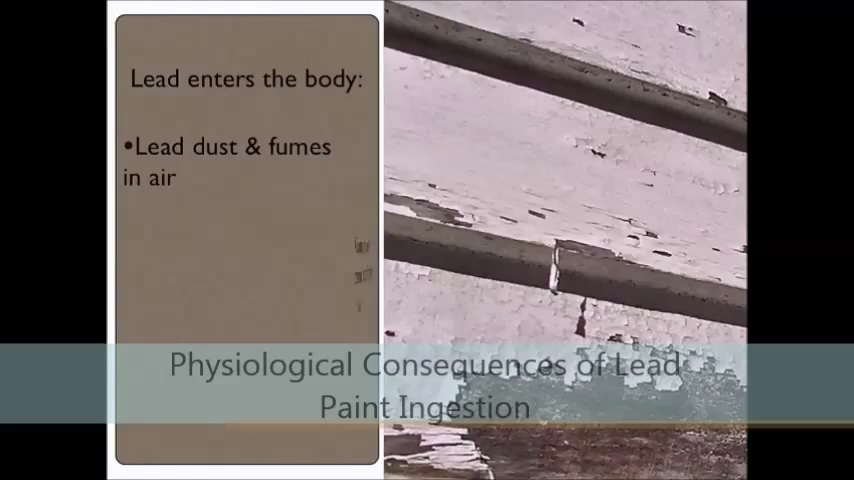 Lead enters the body:
•Lead dust & fumes
in air
Physiological Consequences of Lead
Paint Ingestion